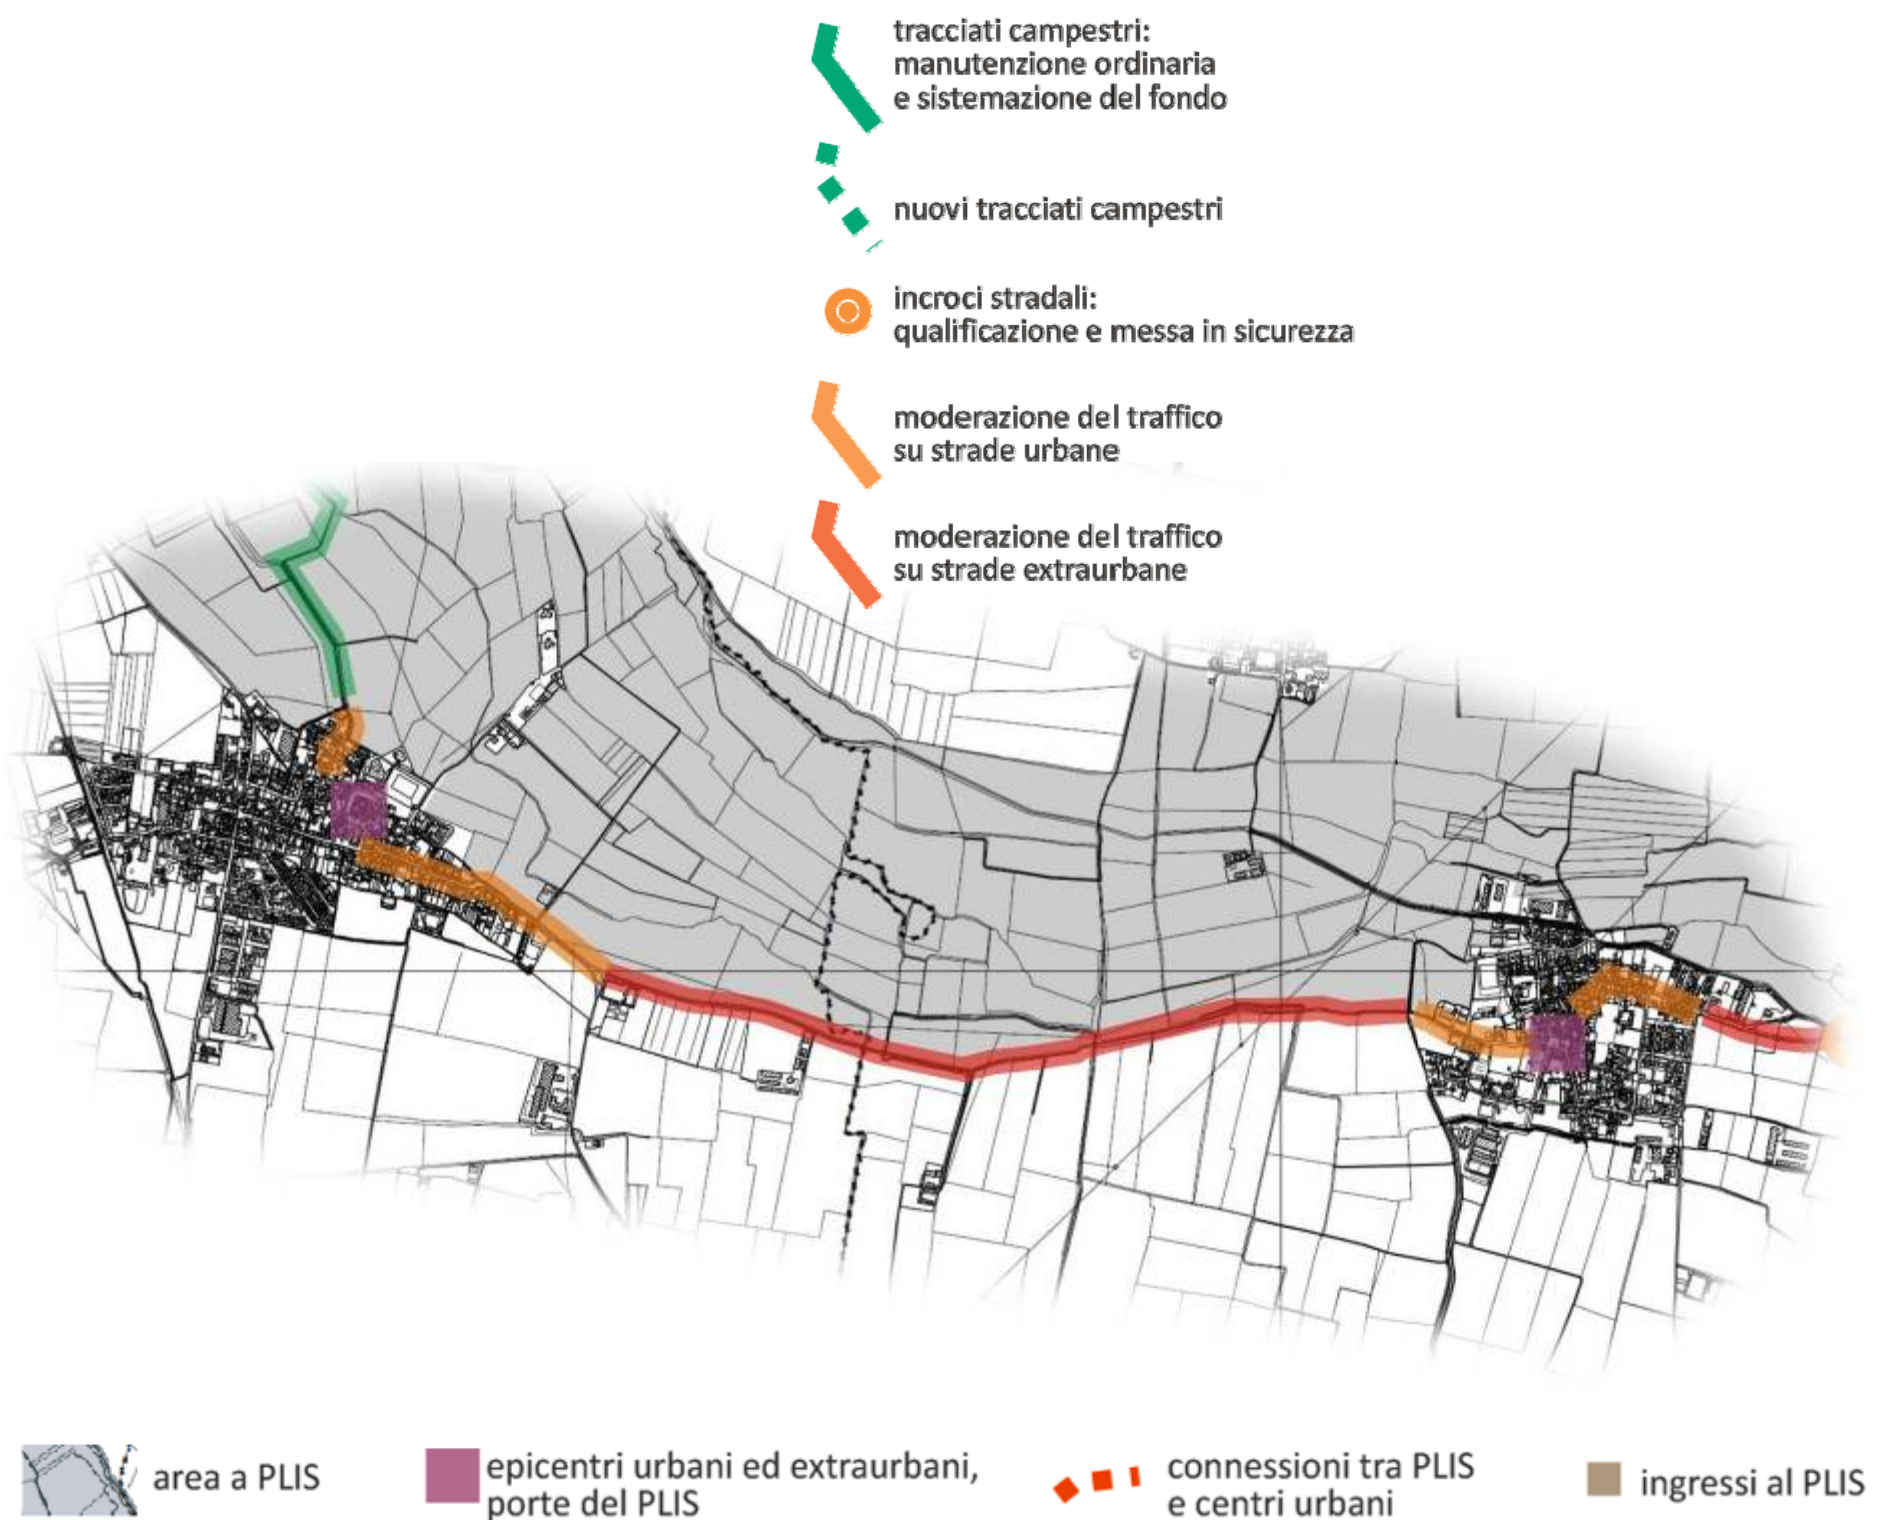 tracciati campestri:
manutenzione ordinaria
e sistemazione del fondo
nuovi tracciati campestri
incroci stradali:
qualificazione e messa in sicurezza
moderazione del traffico
su strade urbane
moderazione del traffico
su strade extraurbane
area a PLIS
epicentri urbani ed extraurbani,
porte del PLIS
connessioni tra PLIS
e centri urbani
ingressi al PLIS